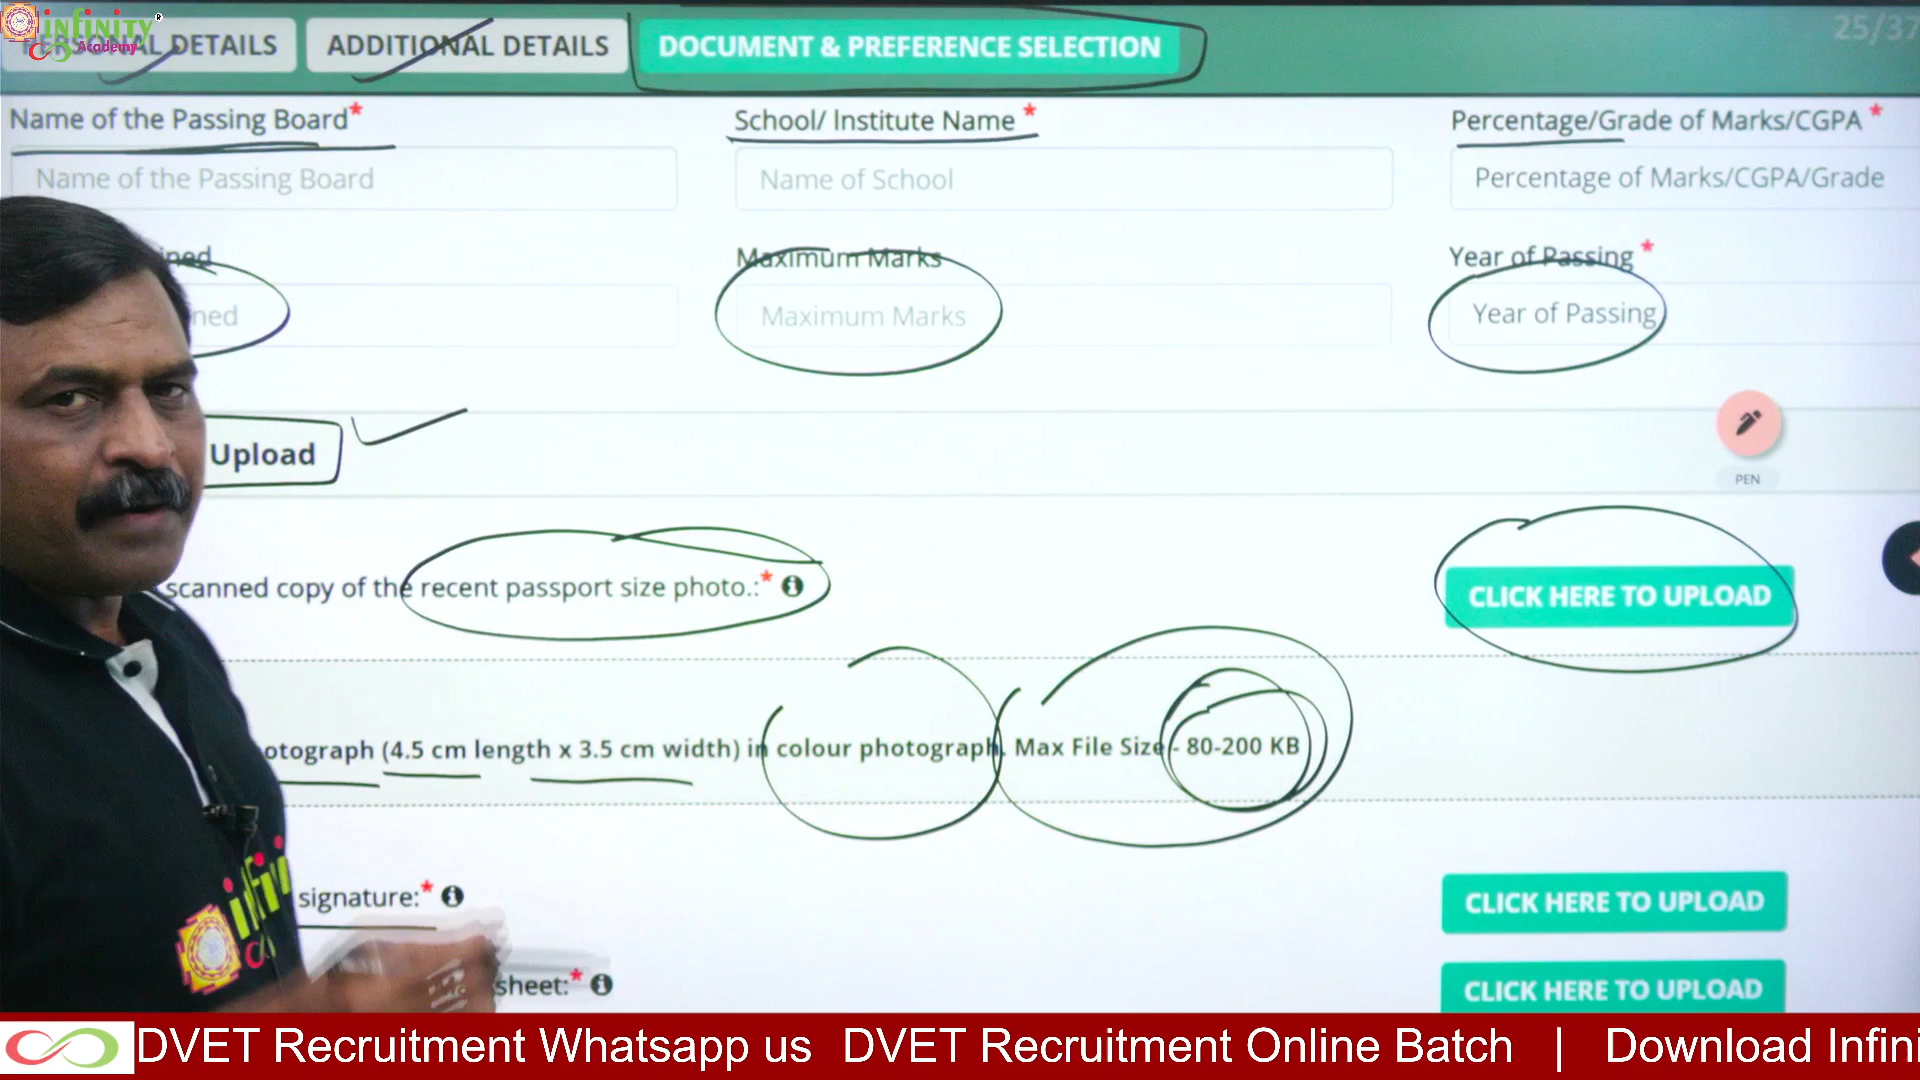 infinity
Academy
DETAILS
ADDITIONAL DETAILS
DOCUMENT & PREFERENCE SELECTION
25/37
Name of the Passing Board*
School/ Institute Name *
Percentage/Grade of Marks/CGPA *
Name of the Passing Board
Name of School
Percentage of Marks/CGPA/Grade
Maximum Marks
Year of Passing *
Maximum Marks
Year of Passing
Upload
PEN
scanned copy of the recent passport size photo.:*
CLICK HERE TO UPLOAD
otograph (4.5 cm length x 3.5 cm width) in colour photograph. Max File Size - 80-200 KB
signature:*
CLICK HERE TO UPLOAD
sheet:*
CLICK HERE TO UPLOAD
DVET Recruitment Whatsapp us DVET Recruitment Online Batch | Download Infini